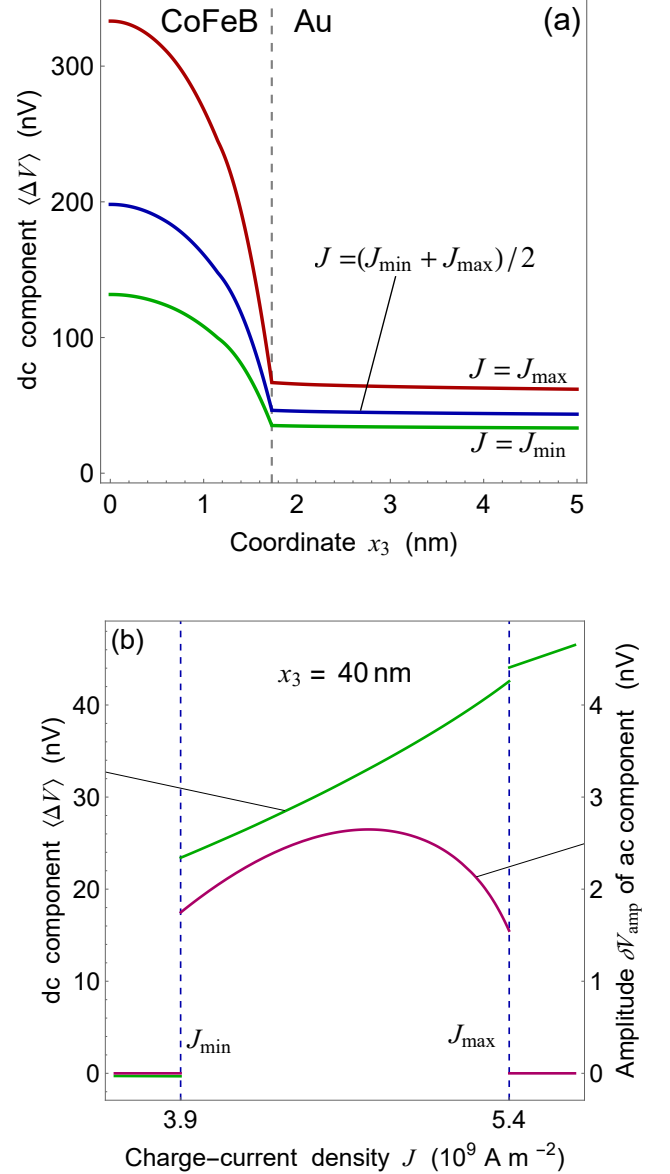 CoFeB Au (a)
dc component ⟨ΔV⟩ (nV)
300
200
100
0
J =(Jmin + Jmax)/2
J = Jmax
J = Jmin
0 1 2 3 4 5
Coordinate x3 (nm)
(b)
x3 = 40 nm
dc component ⟨ΔV⟩ (nV)
40
30
20
10
0
Jmin
Jmax
4
3
2
1
0
Amplitude δVamp of ac component (nV)
3.9 5.4
Charge−current density J (10^9 A m^−2)